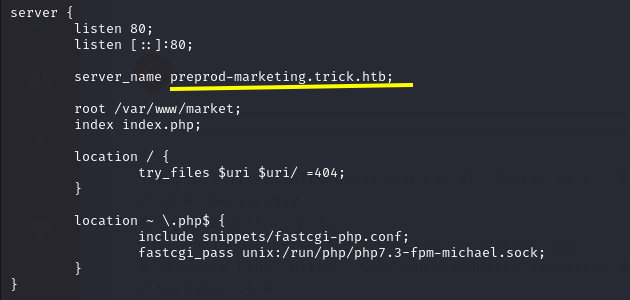 server {
listen 80;
listen [::]:80;
server_name preprod-marketing.trick.htb;
root /var/www/market;
index index.php;
location / {
try_files $uri $uri/ =404;
}
location ~ \.php$ {
include snippets/fastcgi-php.conf;
fastcgi_pass unix:/run/php/php7.3-fpm-michael.sock;
}
}